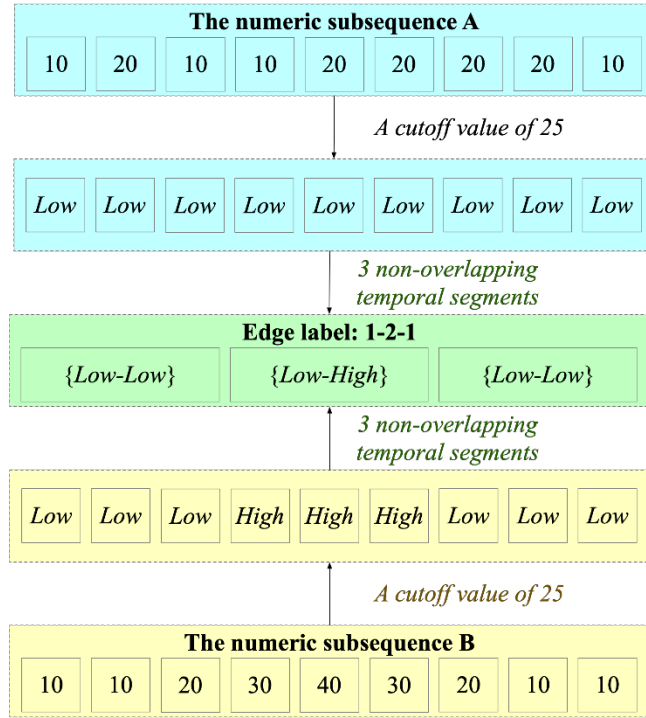 The numeric subsequence A
10 20 10 10 20 20 20 20 10
A cutoff value of 25
Low Low Low Low Low Low Low Low Low
3 non-overlapping
temporal segments
Edge label: 1-2-1
{Low-Low} {Low-High} {Low-Low}
3 non-overlapping
temporal segments
Low Low Low High High High Low Low Low
A cutoff value of 25
The numeric subsequence B
10 10 20 30 40 30 20 10 10